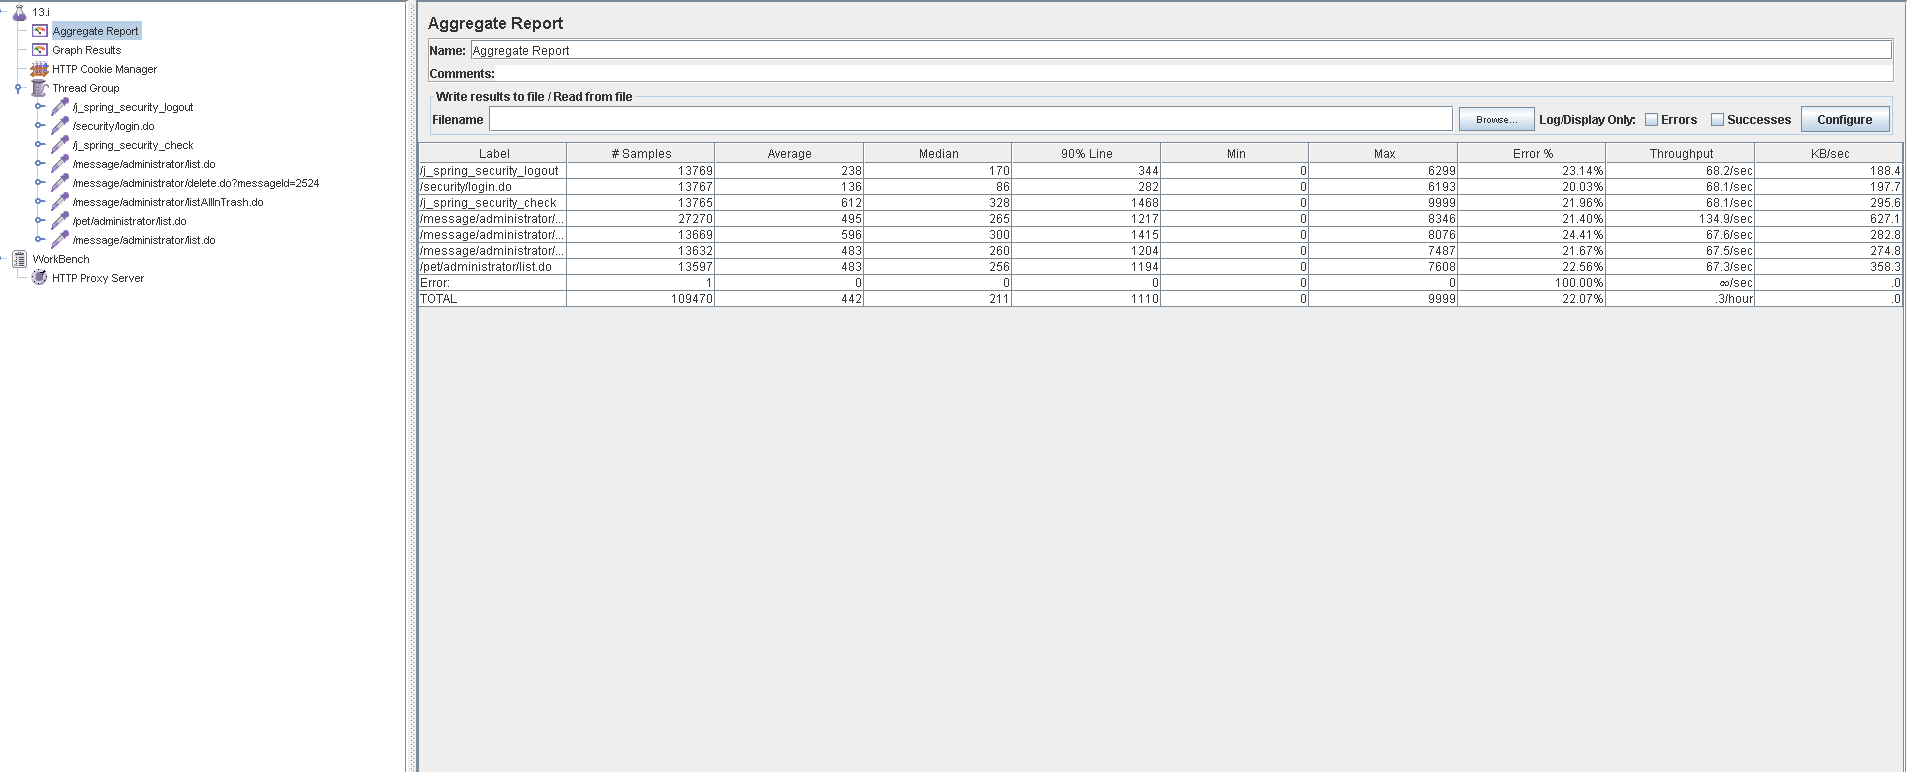 13.i
Aggregate Report
Graph Results
HTTP Cookie Manager
Thread Group
/j_spring_security_logout
/security/login.do
/j_spring_security_check
/message/administrator/list.do
/message/administrator/delete.do?messageId=2524
/message/administrator/listAllInTrash.do
/pet/administrator/list.do
/message/administrator/list.do
WorkBench
HTTP Proxy Server
Aggregate Report
Name: Aggregate Report
Comments:
Write results to file / Read from file
Filename Browse... Log/Display Only: Errors Successes Configure
Label # Samples Average Median 90% Line Min Max Error % Throughput KB/sec
/j_spring_security_logout 13769 238 170 344 0 6299 23.14% 68.2/sec 188.4
/security/login.do 13767 136 86 282 0 6193 20.03% 68.1/sec 197.7
/j_spring_security_check 13765 612 328 1468 0 9999 21.96% 68.1/sec 295.6
/message/administrator/... 27270 495 265 1217 0 8346 21.40% 134.9/sec 627.1
/message/administrator/... 13669 596 300 1415 0 8076 24.41% 67.6/sec 282.8
/message/administrator/... 13632 483 260 1204 0 7487 21.67% 67.5/sec 274.8
/pet/administrator/list.do 13597 483 256 1194 0 7608 22.56% 67.3/sec 358.3
Error: 1 0 0 0 0 0 100.00% ∞/sec .0
TOTAL 109470 442 211 1110 0 9999 22.07% .3/hour .0